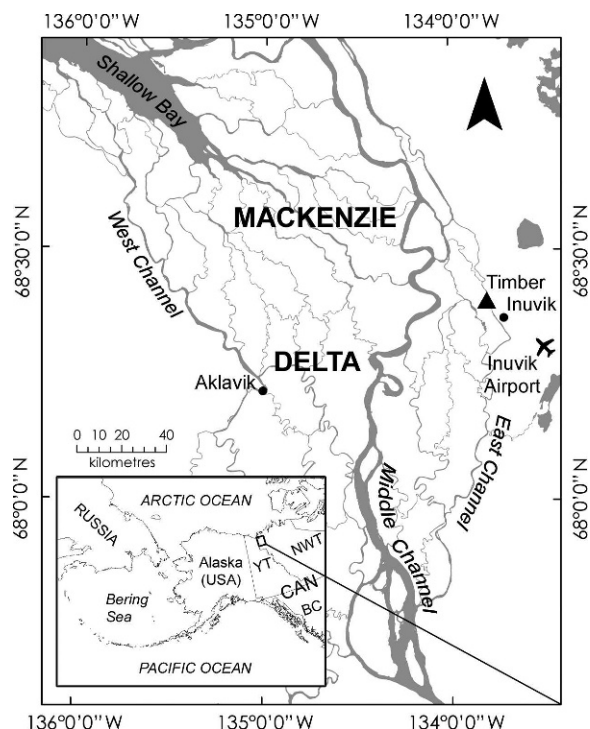 136°0'0"W 135°0'0"W 134°0'0"W
Shallow Bay
MACKENZIE
68°30'0"N
68°30'0"N
West Channel
Timber
Inuvik
DELTA
Inuvik
Airport
Aklavik
East Channel
0 10 20 40
kilometres
Middle Channel
68°0'0"N
68°0'0"N
ARCTIC OCEAN
RUSSIA
NWT
YT
Alaska
(USA)
CAN
BC
Bering
Sea
PACIFIC OCEAN
136°0'0"W 135°0'0"W 134°0'0"W